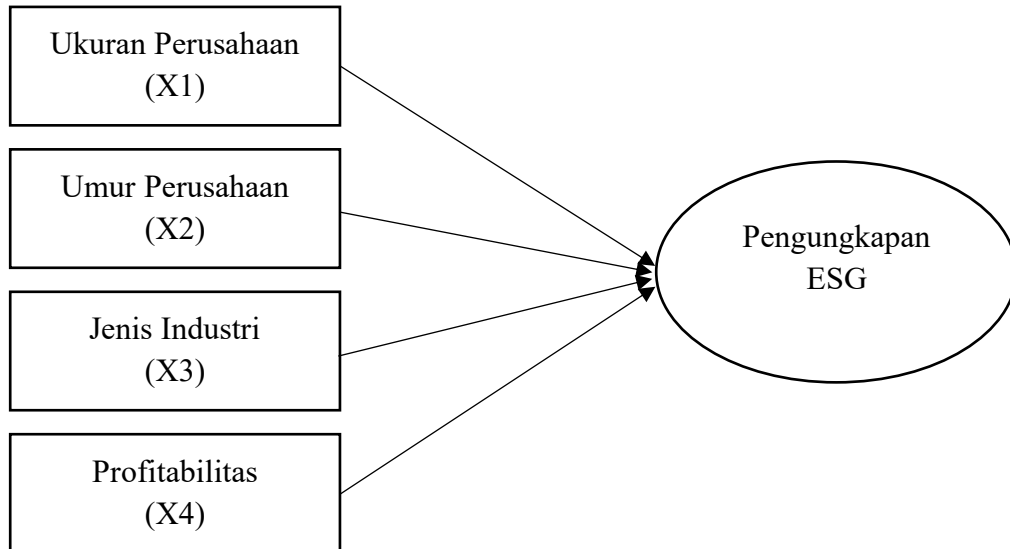 Ukuran Perusahaan
(X1)
Umur Perusahaan
(X2)
Jenis Industri
(X3)
Profitabilitas
(X4)
Pengungkapan
ESG